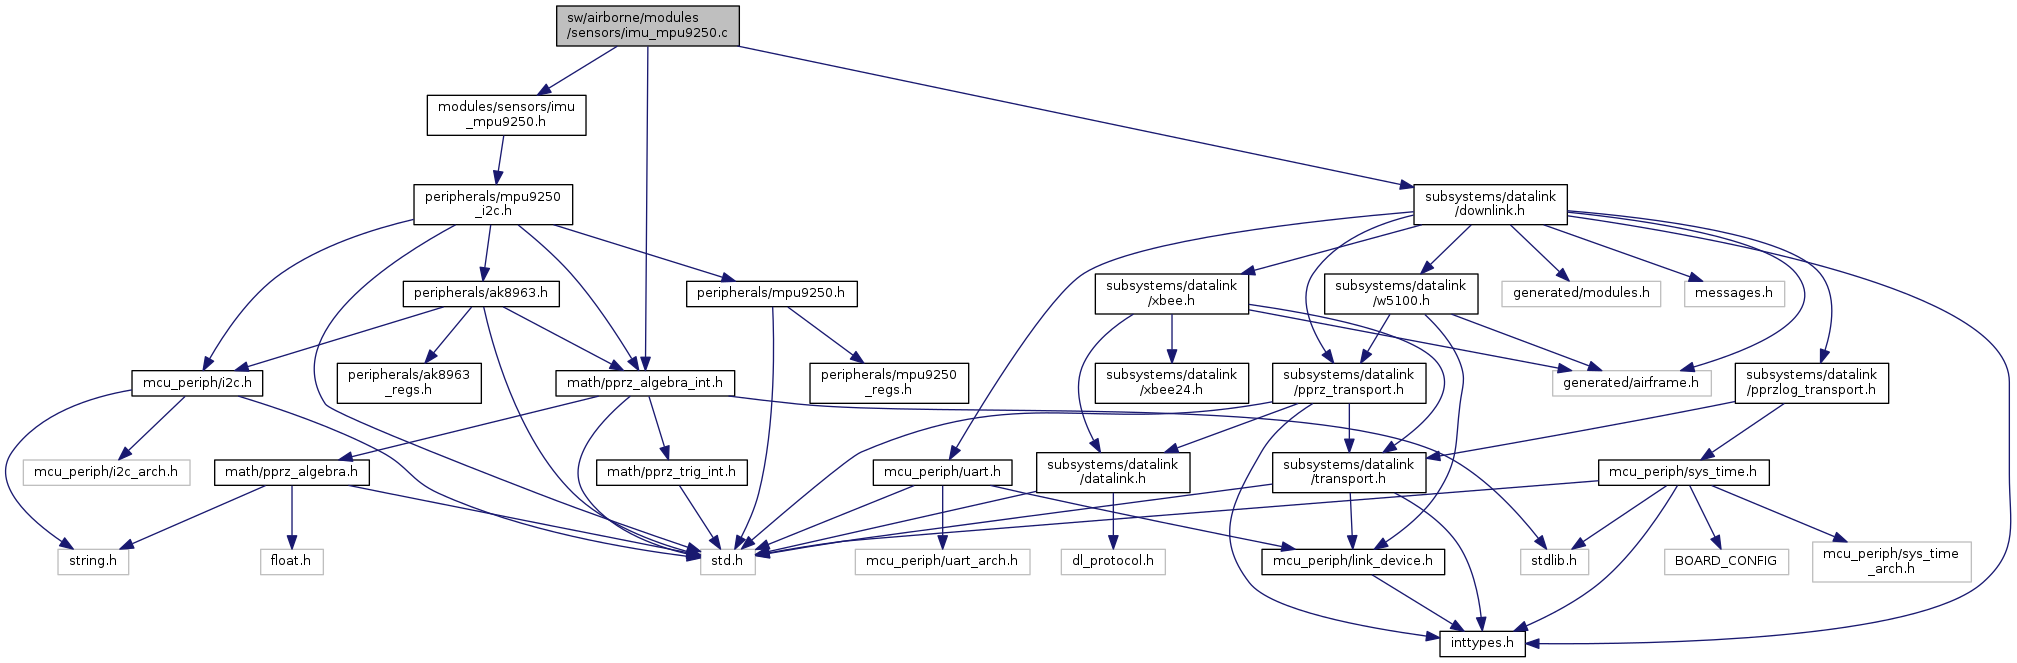 sw/airborne/modules
/sensors/imu_mpu9250.c
modules/sensors/imu
_mpu9250.h
peripherals/mpu9250
_i2c.h
subsystems/datalink
/downlink.h
peripherals/ak8963.h
peripherals/mpu9250.h
subsystems/datalink
/xbee.h
subsystems/datalink
/w5100.h
generated/modules.h
messages.h
mcu_periph/i2c.h
peripherals/ak8963
_regs.h
math/pprz_algebra_int.h
peripherals/mpu9250
_regs.h
subsystems/datalink
/xbee24.h
subsystems/datalink
/pprz_transport.h
generated/airframe.h
subsystems/datalink
/pprzlog_transport.h
mcu_periph/i2c_arch.h
math/pprz_algebra.h
math/pprz_trig_int.h
mcu_periph/uart.h
subsystems/datalink
/datalink.h
subsystems/datalink
/transport.h
mcu_periph/sys_time.h
string.h
float.h
std.h
mcu_periph/uart_arch.h
dl_protocol.h
mcu_periph/link_device.h
stdlib.h
BOARD_CONFIG
mcu_periph/sys_time
_arch.h
inttypes.h